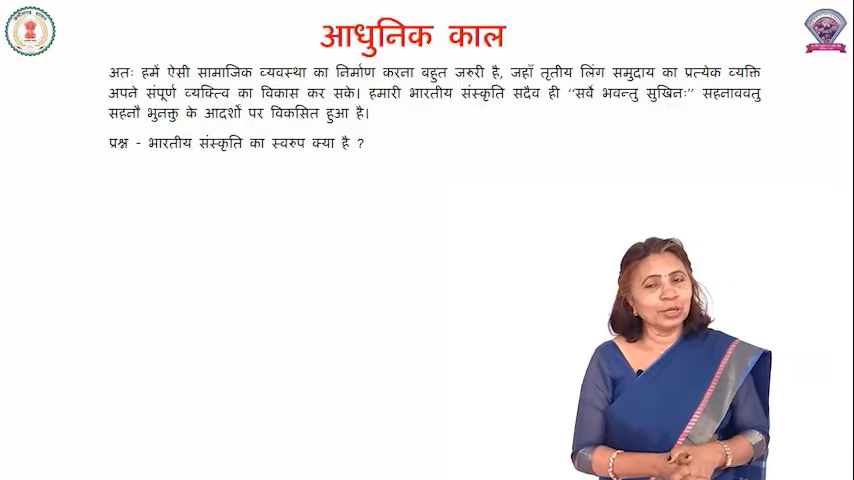 आधुनिक काल
अतः हमें ऐसी सामाजिक व्यवस्था का निर्माण करना बहुत जरुरी है, जहाँ तृतीय लिंग समुदाय का प्रत्येक व्यक्ति
अपने संपूर्ण व्यक्त्वि का विकास कर सके। हमारी भारतीय संस्कृति सदैव ही ‘‘सर्वे भवन्तु सुखिनः’’ सहनाववतु
सहनौ भुनक्तु के आदर्शो पर विकसित हुआ है।
प्रश्न - भारतीय संस्कृति का स्वरुप क्या है ?